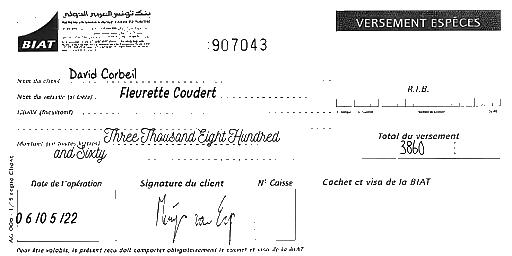 بنك تونس العربي الدولي
BIAT
VERSEMENT ESPÈCES
:907043
Nom du client David Corbeil
Nom du verseur (si tiers) Fleurette Coudert
R.I.B.
Libellé (facultatif)
Montant (en toutes lettres) Three Thousand Eight Hundred
and Sixty
Total du versement
3860
Date de l'opération
Signature du client
N° Caisse
Cachet et visa de la BIAT
06/05/22
Pour être valable, le présent reçu doit comporter obligatoirement le cachet et visa de la BIAT